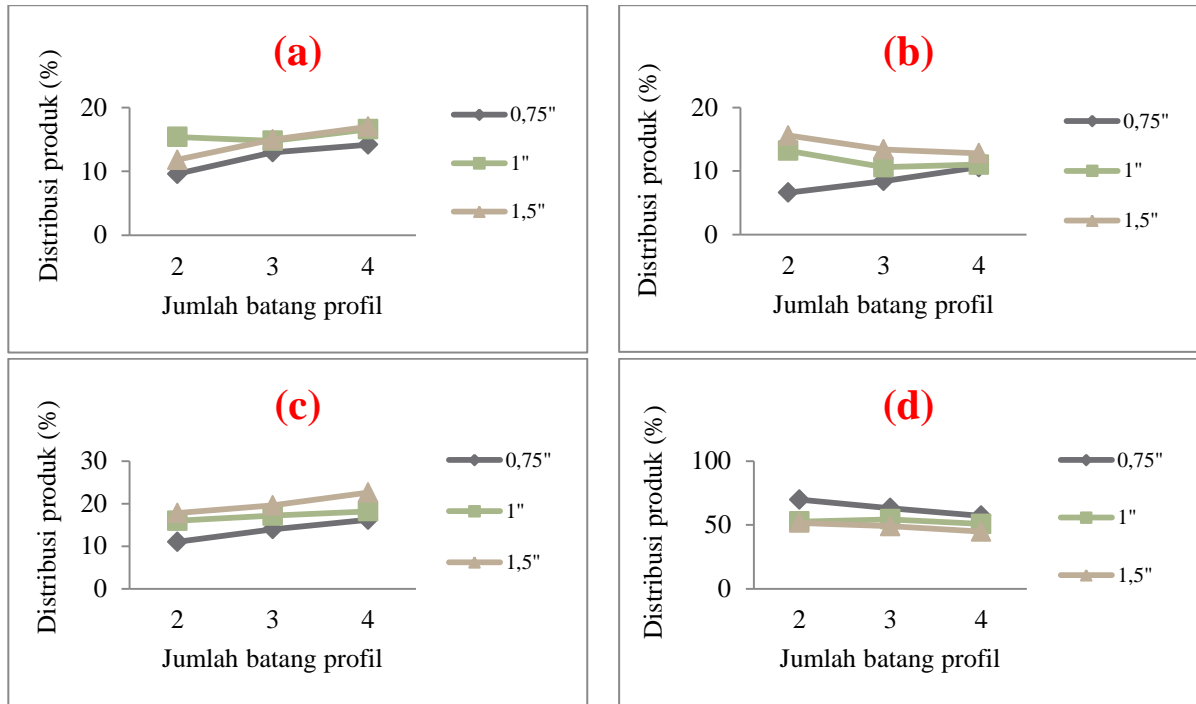 (a)
Distribusi produk (%)
20
10
0
2 3 4
Jumlah batang profil
0,75"
1"
1,5"
(b)
Distribusi produk (%)
20
10
0
2 3 4
Jumlah batang profil
0,75"
1"
1,5"
(c)
Distribusi produk (%)
30
20
10
0
2 3 4
Jumlah batang profil
0,75"
1"
1,5"
(d)
Distribusi produk (%)
100
50
0
2 3 4
Jumlah batang profil
0,75"
1"
1,5"